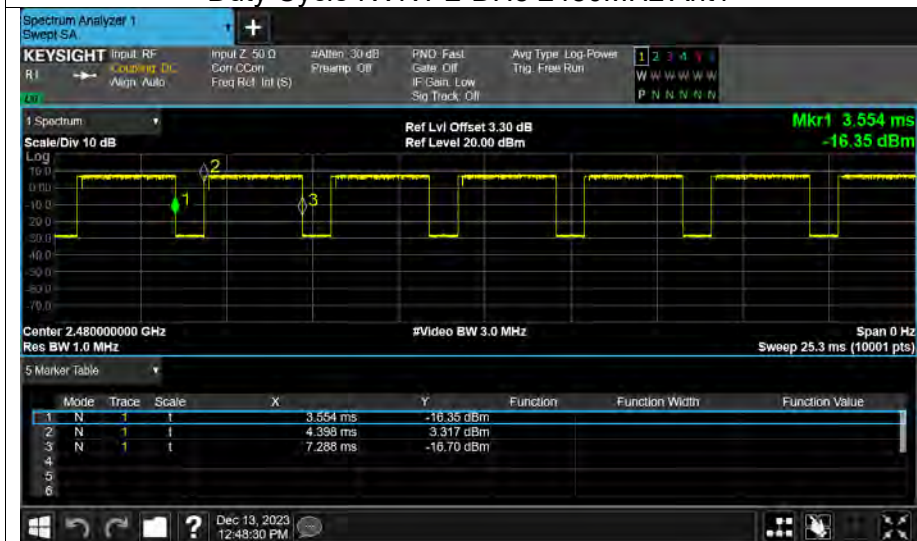 Spectrum Analyzer 1
Swept SA
+
KEYSIGHT Input: RF Input Z: 50 Ω #Atten: 30 dB PNO: Fast Avg Type: Log-Power 1 2 3 4 5 6
Coupling: DC Corr CCorr Preamp: Off Gate: Off Trig: Free Run W W W W W W
Align: Auto Freq Ref: Int (S) IF Gain: Low P N N N N N
Sig Track: Off
1 Spectrum Ref Lvl Offset 3.30 dB Mkr1 3.554 ms
Scale/Div 10 dB Ref Level 20.00 dBm -16.35 dBm
Log
10.0
0.00
-10.0
-20.0
-30.0
-40.0
-50.0
-60.0
-70.0
1
2
3
Center 2.480000000 GHz #Video BW 3.0 MHz Span 0 Hz
Res BW 1.0 MHz Sweep 25.3 ms (10001 pts)
5 Marker Table
Mode Trace Scale X Y Function Function Width Function Value
1 N 1 t 3.554 ms -16.35 dBm
2 N 1 t 4.398 ms 3.317 dBm
3 N 1 t 7.288 ms -16.70 dBm
4
5
6
? Dec 13, 2023
12:48:30 PM